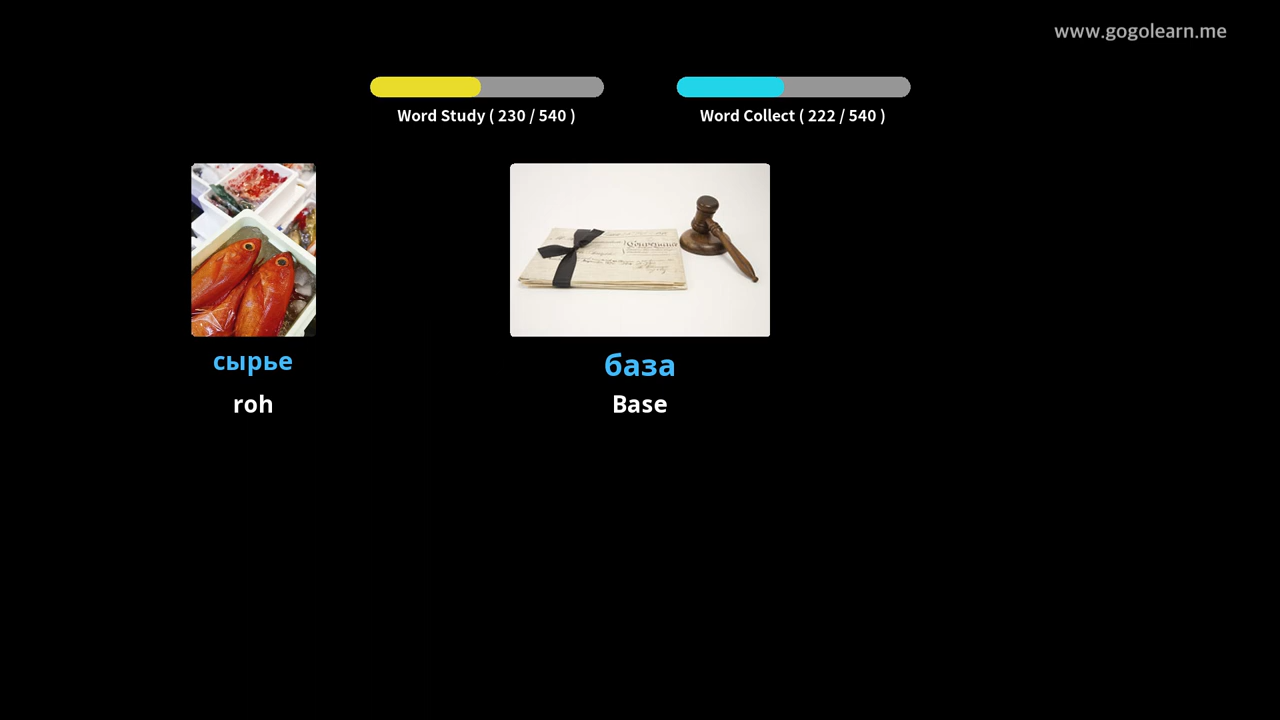 www.gogolearn.me
Word Study ( 230 / 540 )
Word Collect ( 222 / 540 )
сырье
roh
база
Base